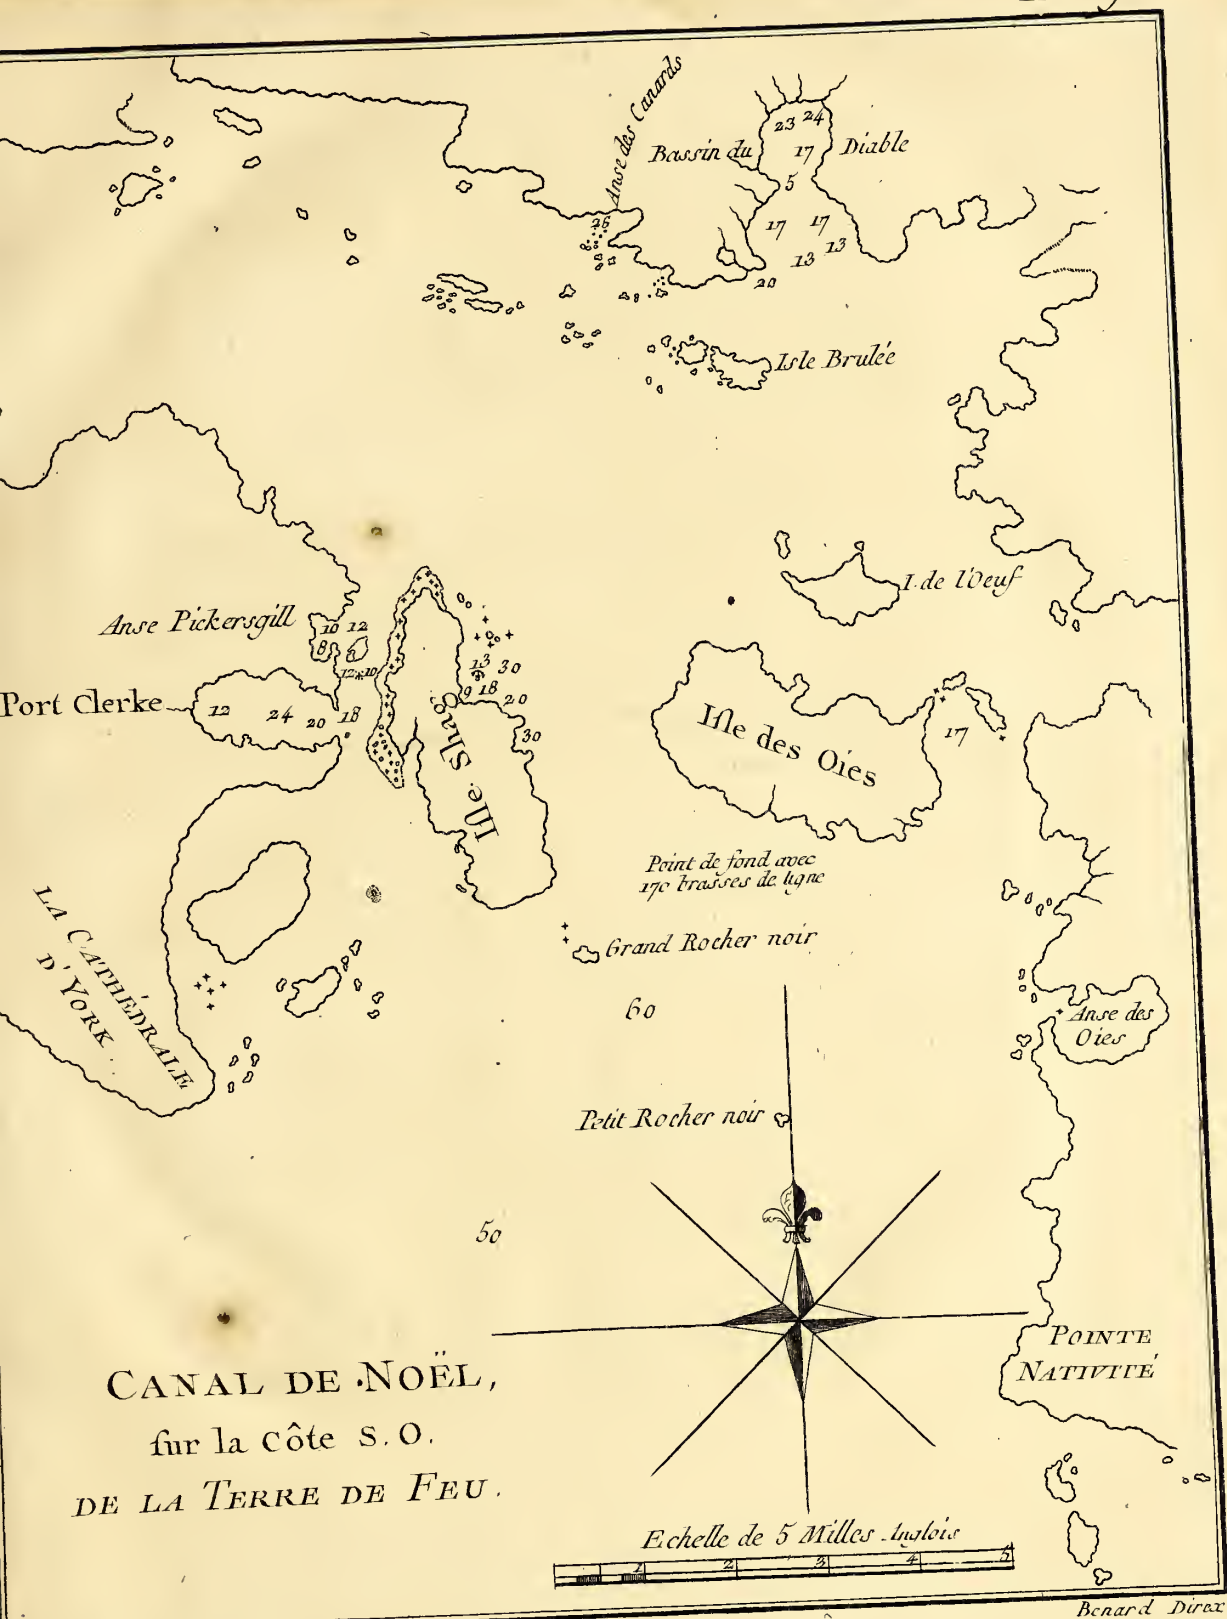 Anse des Canards
23 24
Bassin du
17
Diable
5
26
17 17
13
13
20
Isle Brulée
I. de l'Oeuf
Anse Pickersgill
10 12
8
12 10
13 30
9 18
20
30
Port Clerke
12 24 20 18
Isle Shag
Isle des Oies
17
Point de fond avec
170 brasses de ligne
Grand Rocher noir
LA CATHÉDRALE
D'YORK.
60
Anse des
Oies
Petit Rocher noir
50
POINTE
NATIVITÉ
CANAL DE NOËL,
ſur la Côte S.O.
DE LA TERRE DE FEU.
Echelle de 5 Milles Anglois
1 2 3 4 5
Benard Direx